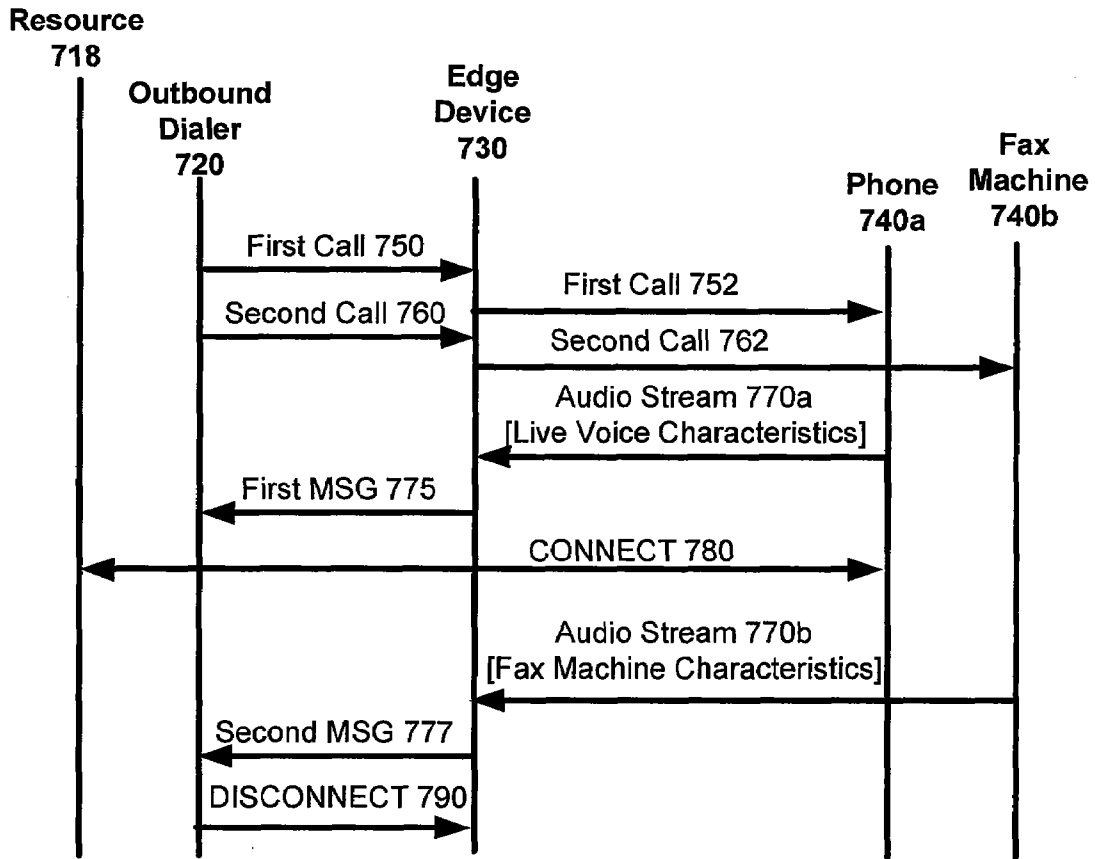 Resource
718
Outbound
Dialer
720
Edge
Device
730
Phone
740a
Fax
Machine
740b
First Call 750
First Call 752
Second Call 760
Second Call 762
Audio Stream 770a
[Live Voice Characteristics]
First MSG 775
CONNECT 780
Audio Stream 770b
[Fax Machine Characteristics]
Second MSG 777
DISCONNECT 790